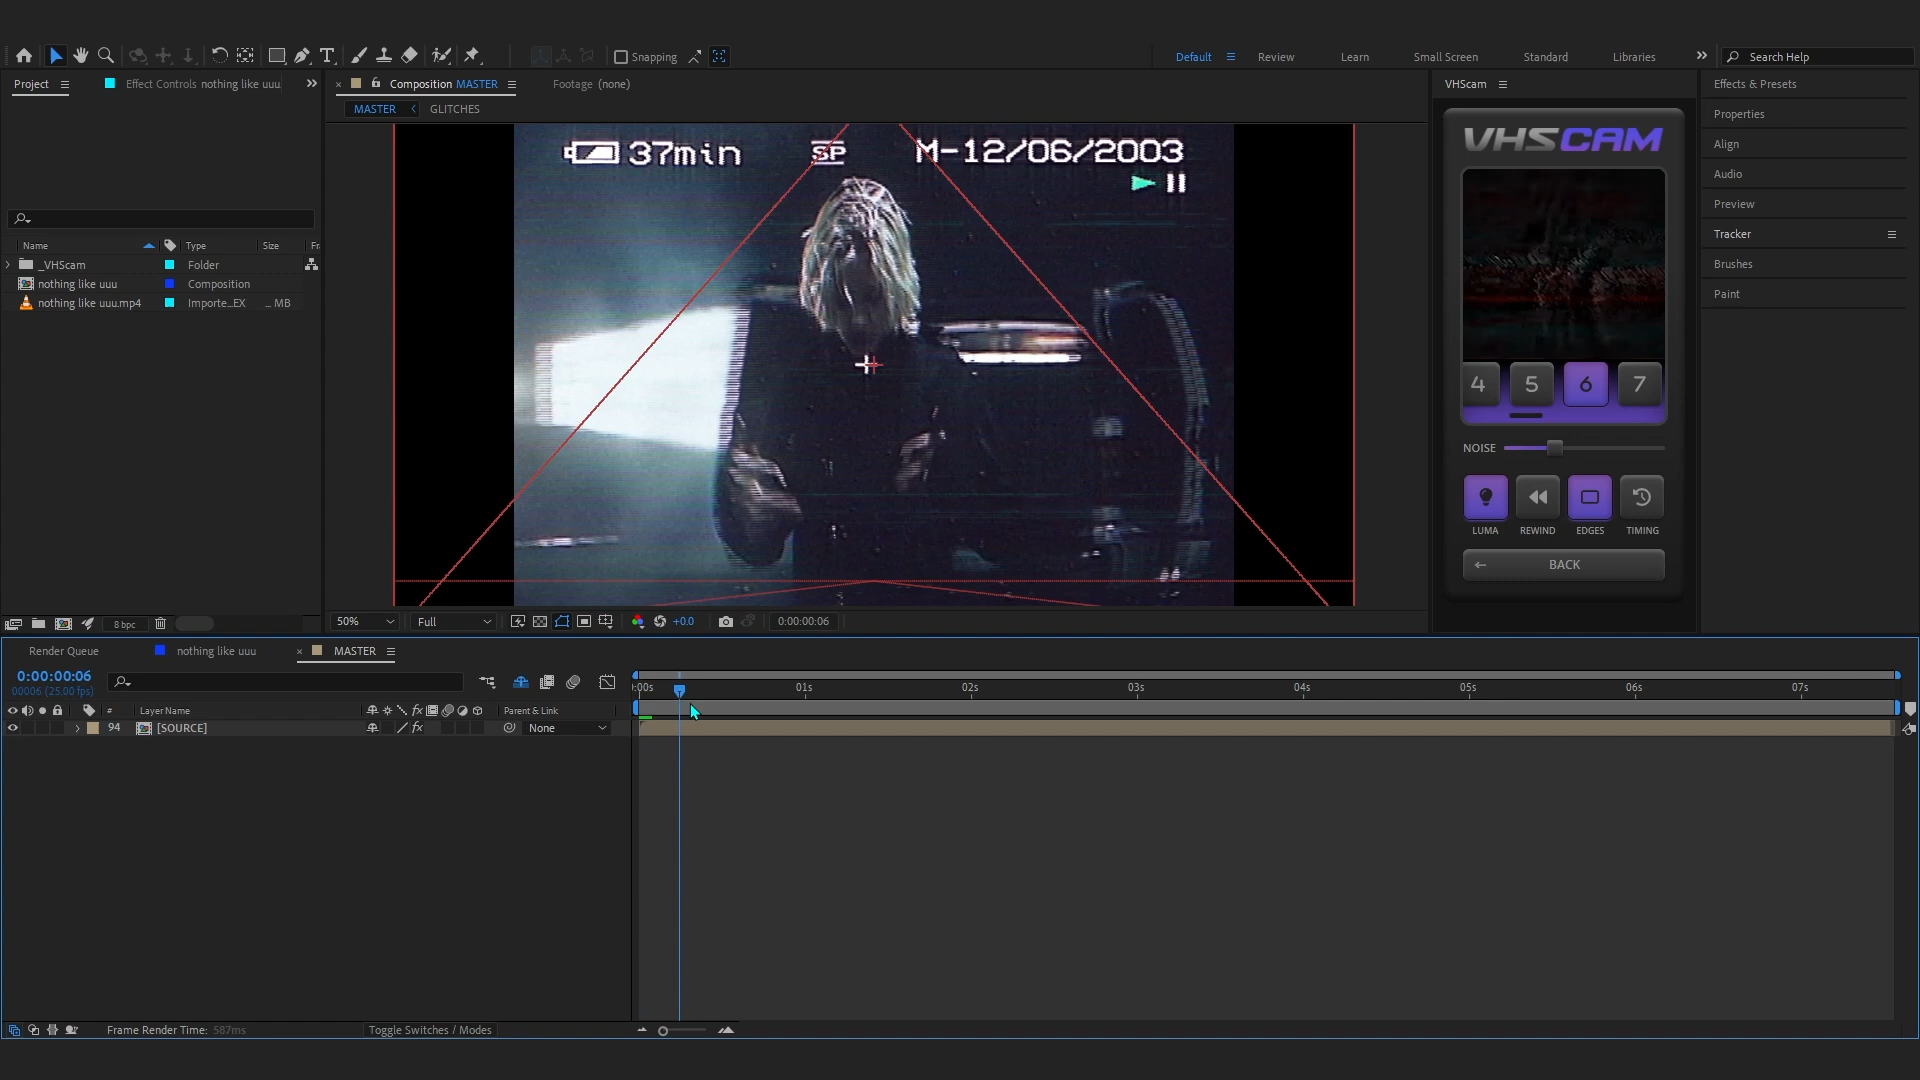 Snapping
Default
Review
Learn
Small Screen
Standard
Libraries
Search Help
Project
Effect Controls nothing like uuu
Composition MASTER
Footage (none)
MASTER
GLITCHES
Name
Type
Size
_VHScam
Folder
nothing like uuu
Composition
nothing like uuu.mp4
Importe...EX
... MB
8 bpc
37min
SP
M-12/06/2003
50%
Full
+0.0
0:00:00:06
VHScam
VHSCAM
4
5
6
7
NOISE
LUMA
REWIND
EDGES
TIMING
BACK
Effects & Presets
Properties
Align
Audio
Preview
Tracker
Brushes
Paint
Render Queue
nothing like uuu
MASTER
0:00:00:06
00006 (25.00 fps)
:00s
01s
02s
03s
04s
05s
06s
07s
#
Layer Name
fx
Parent & Link
94
[SOURCE]
fx
None
Frame Render Time: 587ms
Toggle Switches / Modes